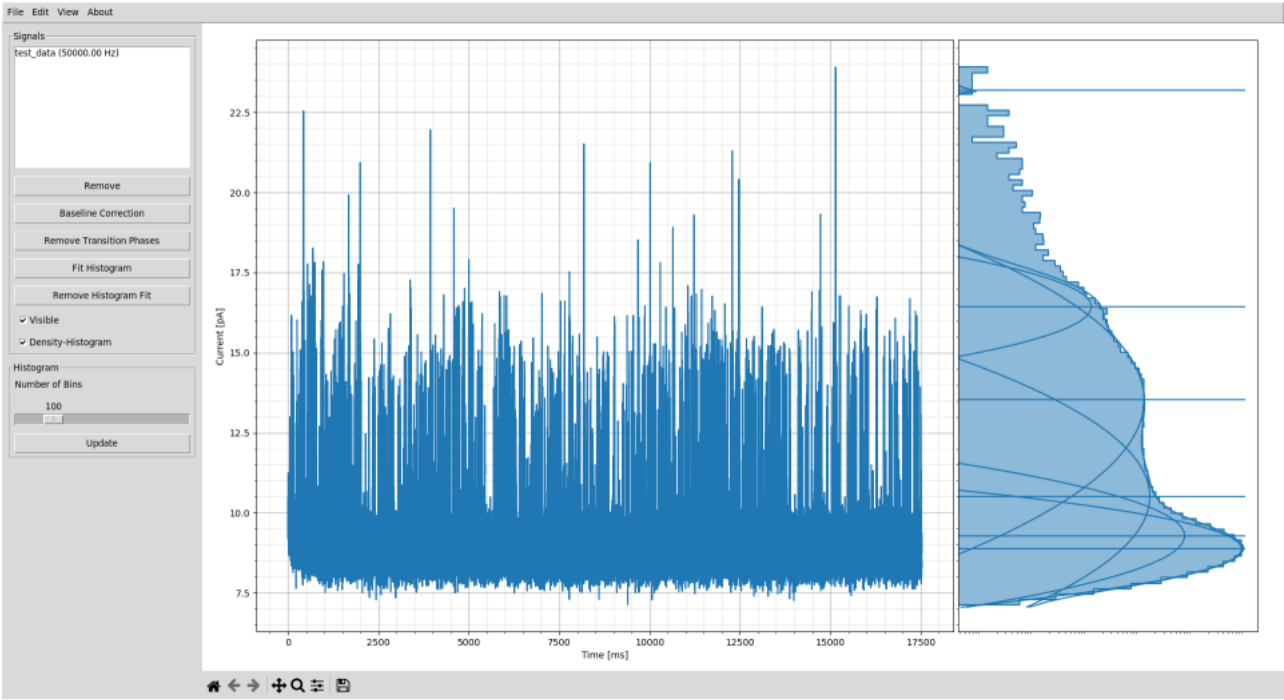 File Edit View About
Signals
test_data (50000.00 Hz)
Remove
Baseline Correction
Remove Transition Phases
Fit Histogram
Remove Histogram Fit
Visible
Density-Histogram
Histogram
Number of Bins
100
Update
Current [pA]
22.5
20.0
17.5
15.0
12.5
10.0
7.5
0 2500 5000 7500 10000 12500 15000 17500
Time [ms]